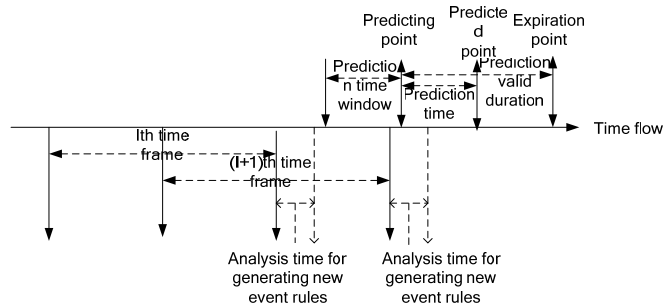 Predicting
point
Predicte
d
point
Expiration
point
Predictio
n time
window
Prediction
valid
duration
Prediction
time
Time flow
Ith time
frame
(I+1)th time
frame
Analysis time for
generating new
event rules
Analysis time for
generating new
event rules